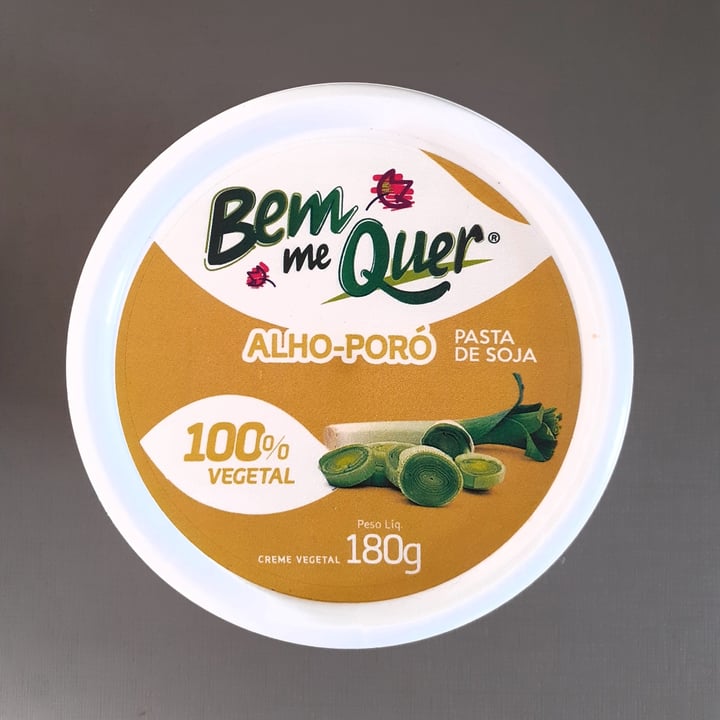 Bem
me Quer®
ALHO-PORÓ
PASTA
DE SOJA
100%
VEGETAL
Peso Líq.
CREME VEGETAL 180g